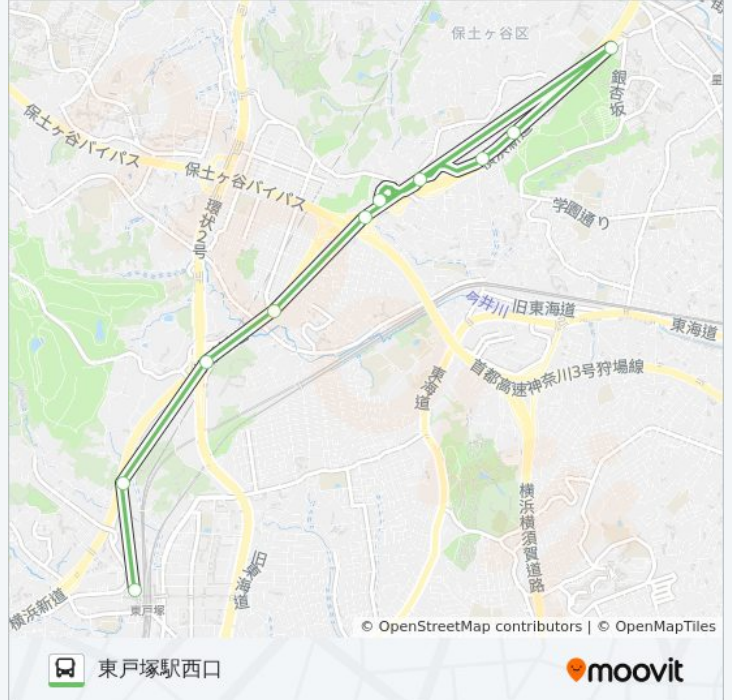 保土ヶ谷区
街
銀杏坂
星
保土ヶ谷バイパス
保土ヶ谷バイパス
環状2号
学園通り
今井川
旧東海道
東海道
東海道
首都高速神奈川3号狩場線
横浜横須賀道路
旧東海道
横浜新道
東戸塚
© OpenStreetMap contributors | © OpenMapTiles
東戸塚駅西口
moovit